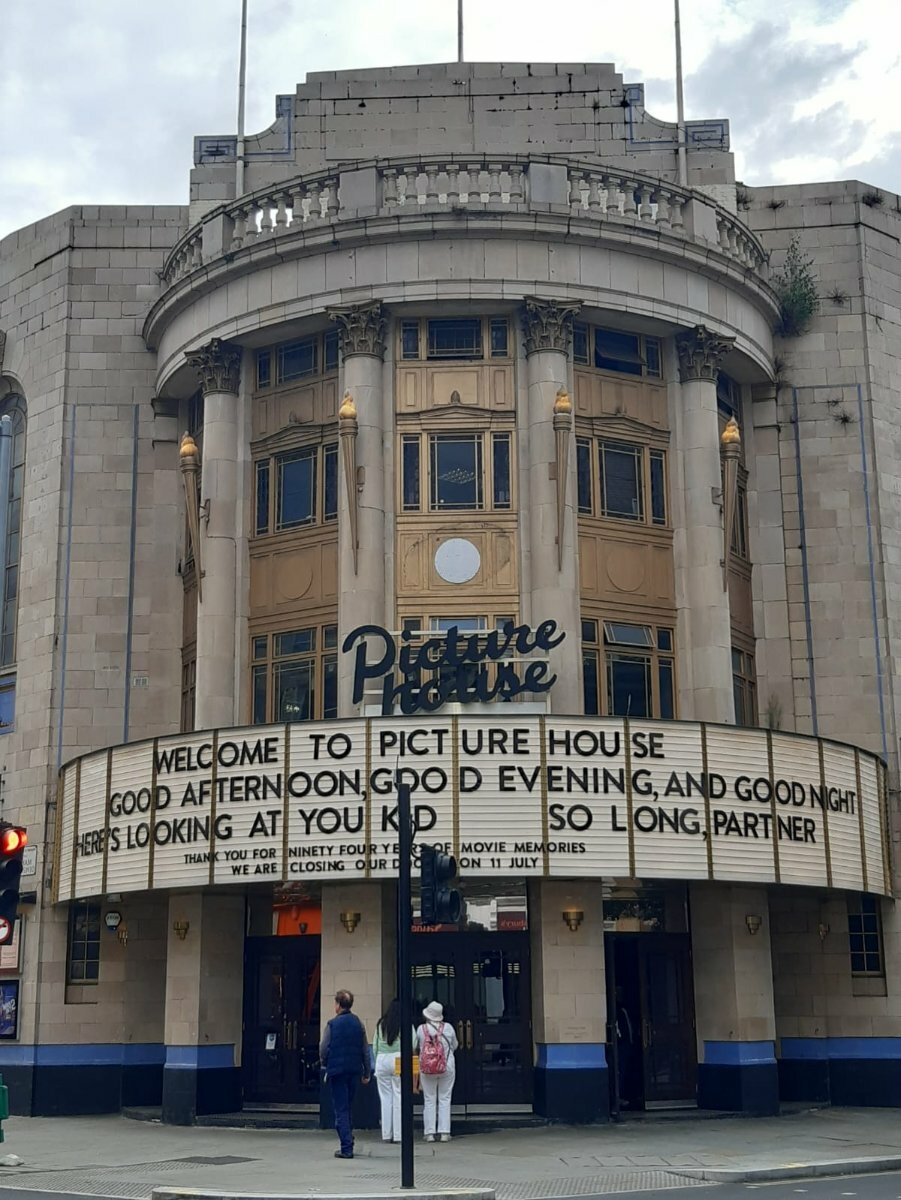 Picture
house
WELCOME TO PICTURE HOUSE
GOOD AFTERNOON, GOOD EVENING, AND GOOD NIGHT
HERE'S LOOKING AT YOU KID SO LONG, PARTNER
THANK YOU FOR NINETY FOUR YEARS OF MOVIE MEMORIES
WE ARE CLOSING OUR DOORS ON 11 JULY